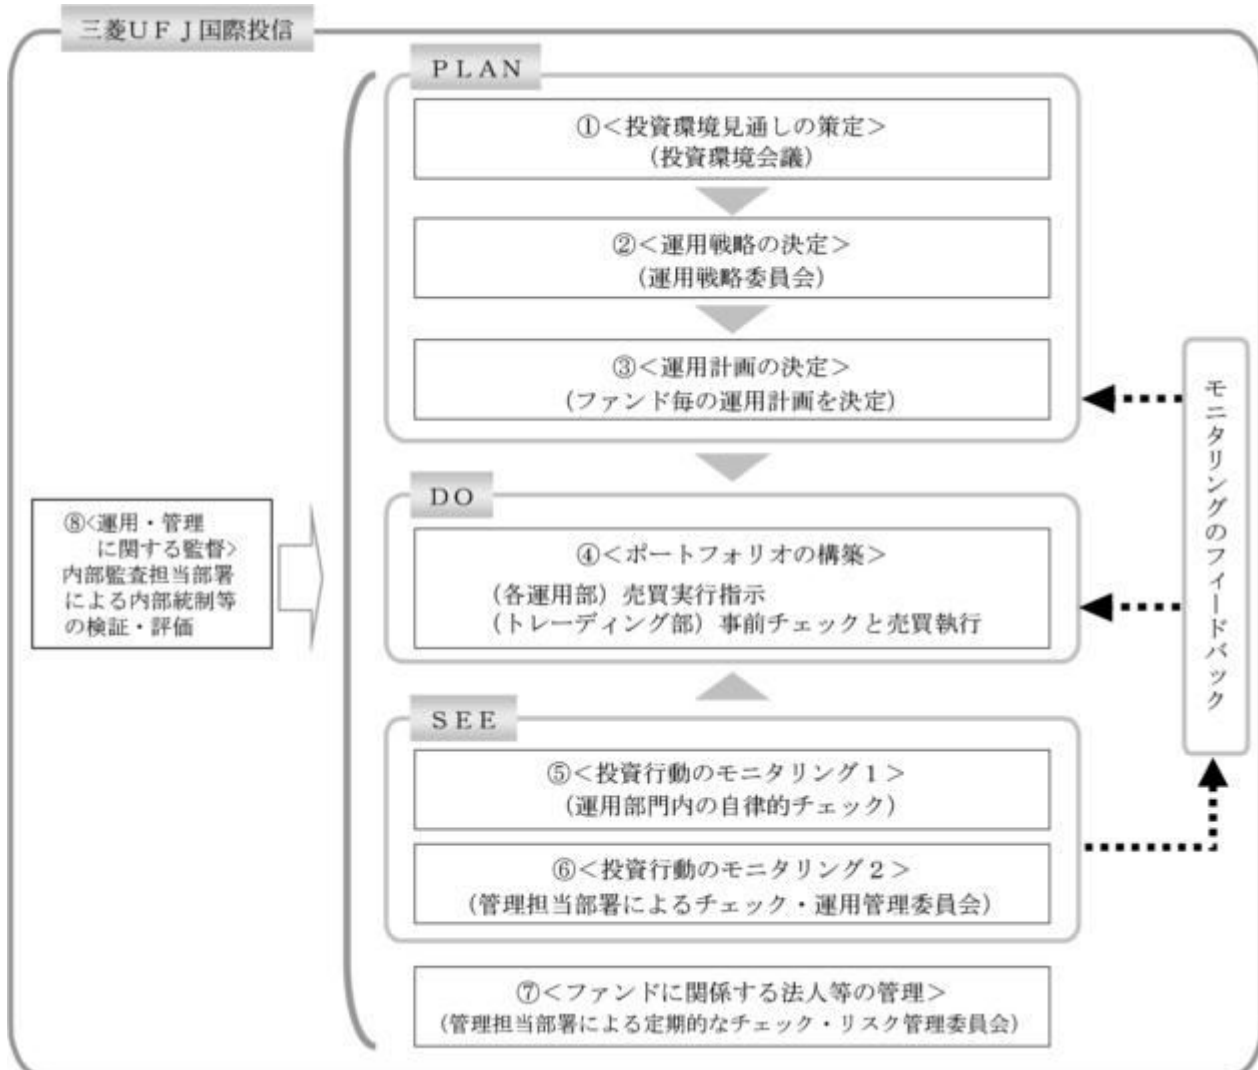 三菱UFJ国際投信
PLAN
①<投資環境見通しの策定>
(投資環境会議)
②<運用戦略の決定>
(運用戦略委員会)
③<運用計画の決定>
(ファンド毎の運用計画を決定)
DO
④<ポートフォリオの構築>
(各運用部)売買実行指示
(トレーディング部)事前チェックと売買執行
SEE
⑤<投資行動のモニタリング1>
(運用部門内の自律的チェック)
⑥<投資行動のモニタリング2>
(管理担当部署によるチェック・運用管理委員会)
⑦<ファンドに関係する法人等の管理>
(管理担当部署による定期的なチェック・リスク管理委員会)
⑧<運用・管理
に関する監督>
内部監査担当部署
による内部統制等
の検証・評価
モニタリングのフィードバック